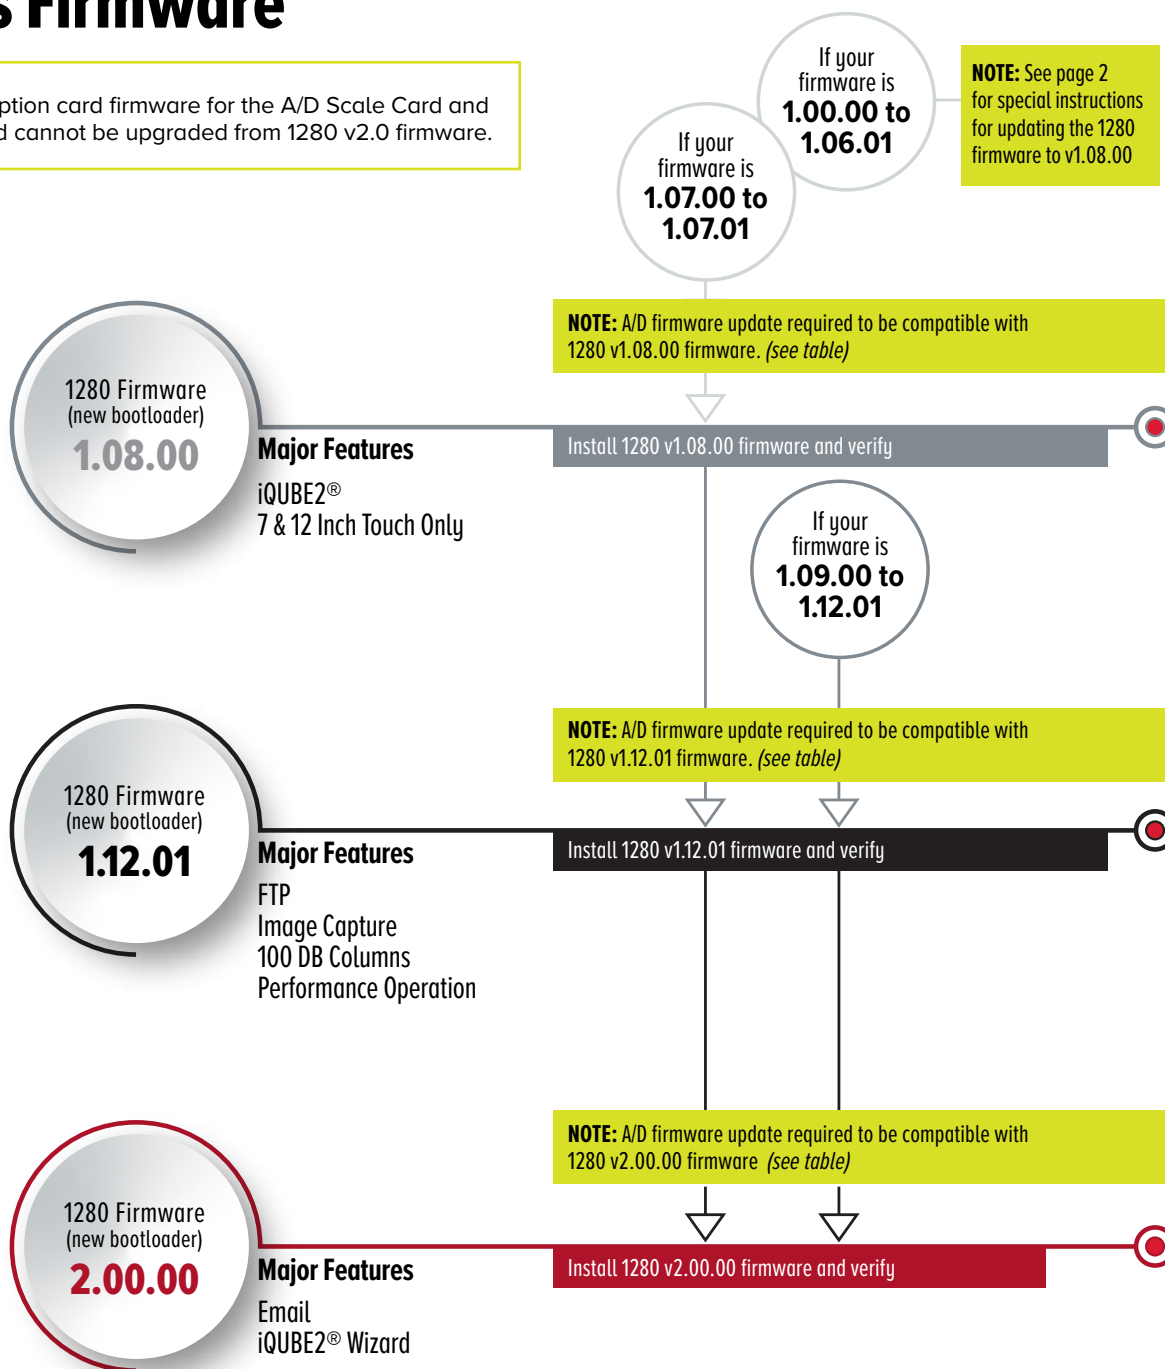 s Firmware
ption card firmware for the A/D Scale Card and
d cannot be upgraded from 1280 v2.0 firmware.
If your
firmware is
1.00.00 to
1.06.01
NOTE: See page 2
for special instructions
for updating the 1280
firmware to v1.08.00
If your
firmware is
1.07.00 to
1.07.01
NOTE: A/D firmware update required to be compatible with
1280 v1.08.00 firmware. (see table)
1280 Firmware
(new bootloader)
1.08.00
Major Features
iQUBE2®
7 & 12 Inch Touch Only
Install 1280 v1.08.00 firmware and verify
If your
firmware is
1.09.00 to
1.12.01
NOTE: A/D firmware update required to be compatible with
1280 v1.12.01 firmware. (see table)
1280 Firmware
(new bootloader)
1.12.01
Major Features
FTP
Image Capture
100 DB Columns
Performance Operation
Install 1280 v1.12.01 firmware and verify
NOTE: A/D firmware update required to be compatible with
1280 v2.00.00 firmware (see table)
1280 Firmware
(new bootloader)
2.00.00
Major Features
Email
iQUBE2® Wizard
Install 1280 v2.00.00 firmware and verify